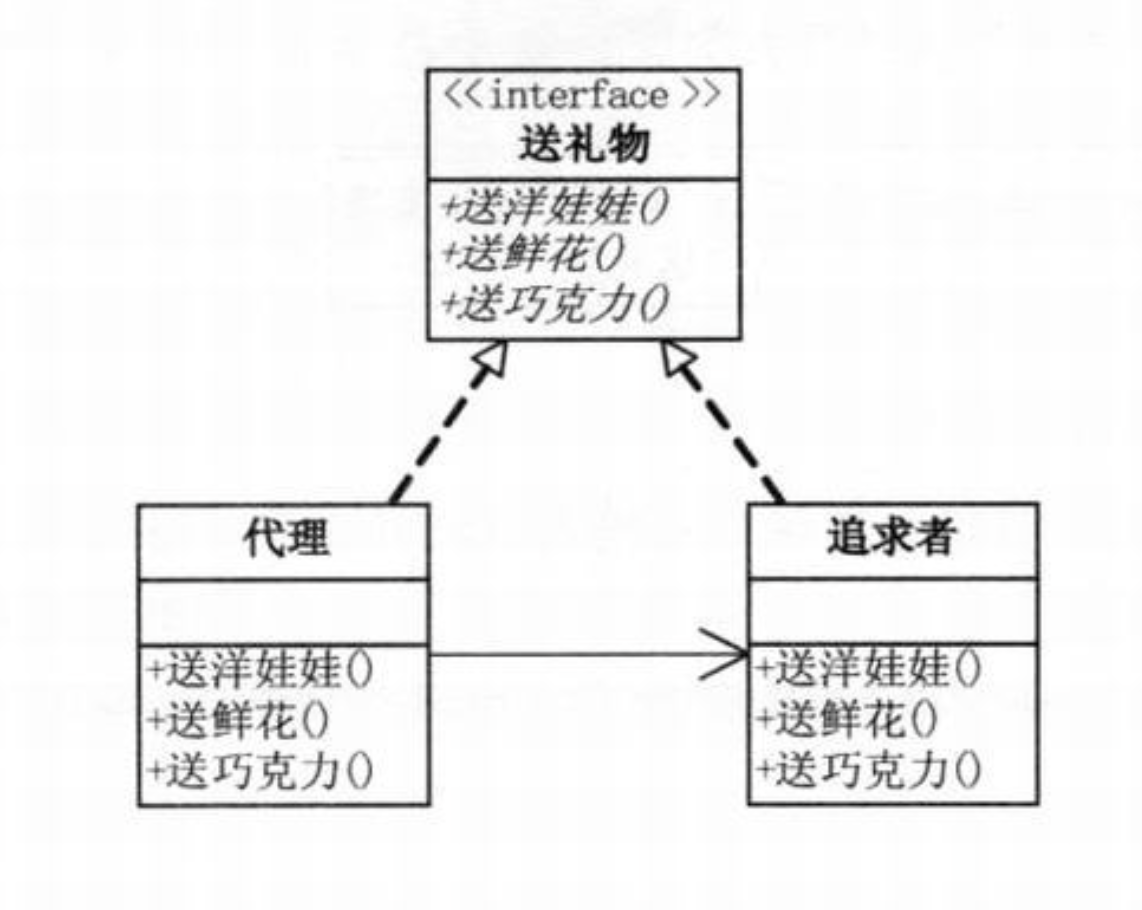 <<interface >>
送礼物
+送洋娃娃()
+送鲜花()
+送巧克力()
代理
+送洋娃娃()
+送鲜花()
+送巧克力()
追求者
+送洋娃娃()
+送鲜花()
+送巧克力()